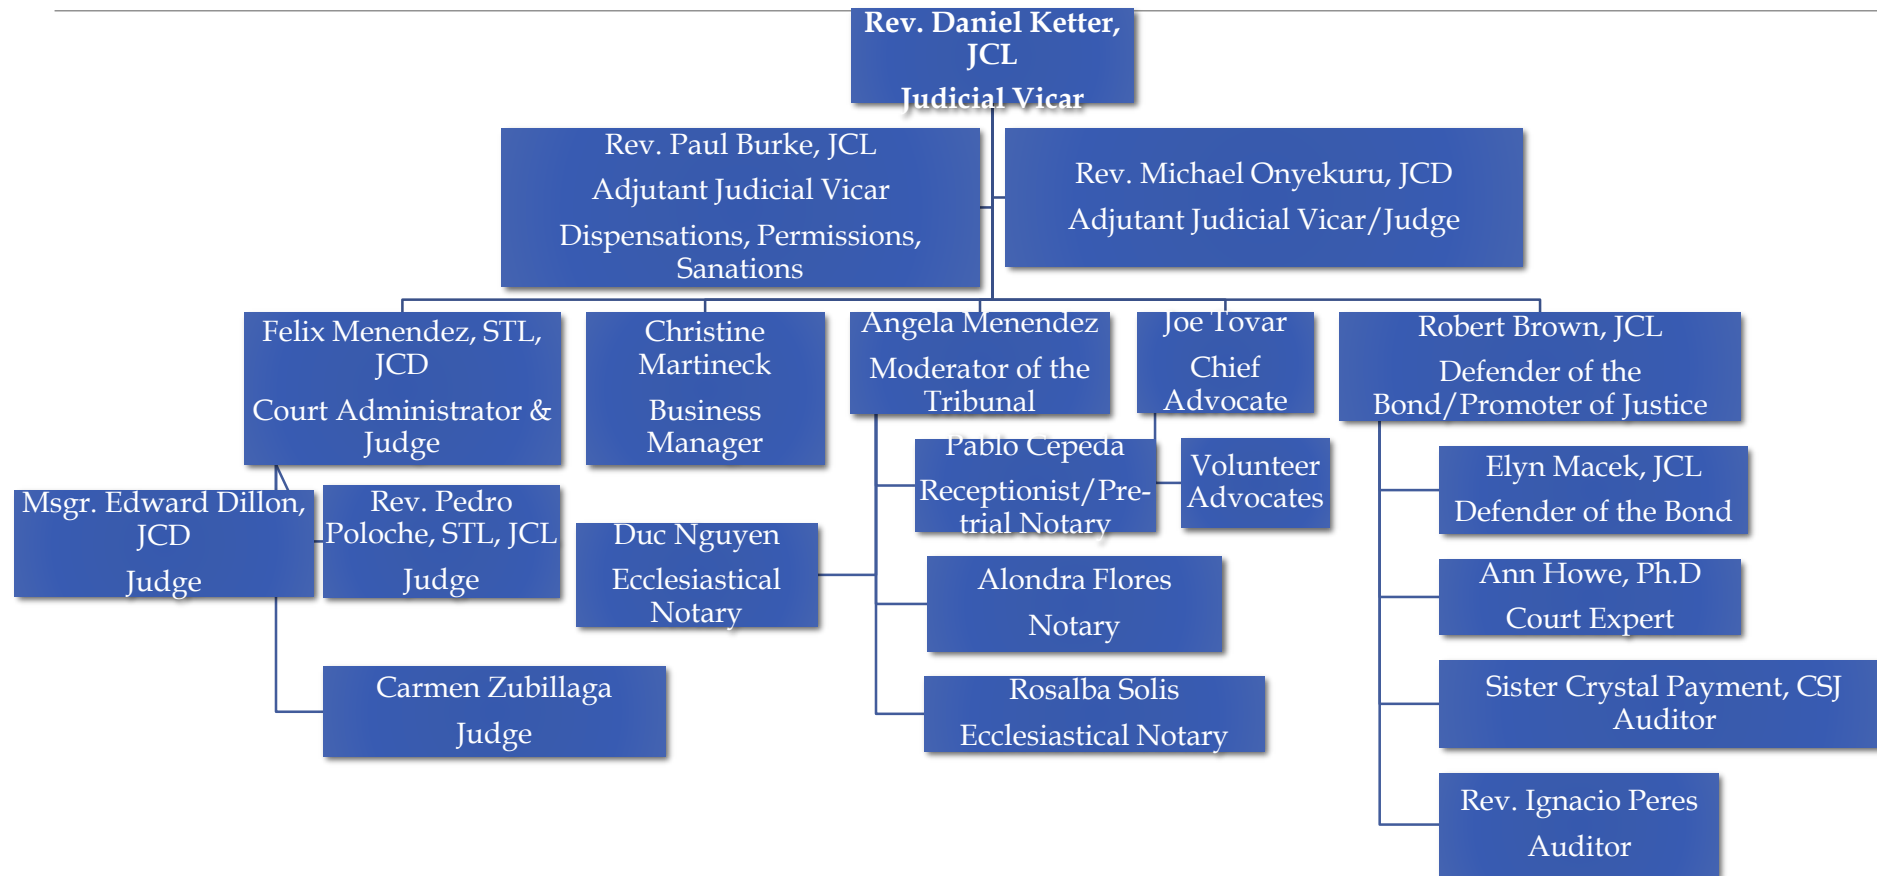 Rev. Daniel Ketter,
JCL
Judicial Vicar
Rev. Paul Burke, JCL
Adjutant Judicial Vicar
Dispensations, Permissions,
Sanations
Rev. Michael Onyekuru, JCD
Adjutant Judicial Vicar/Judge
Felix Menendez, STL,
JCD
Court Administrator &
Judge
Christine
Martineck
Business
Manager
Angela Menendez
Moderator of the
Tribunal
Joe Tovar
Chief
Advocate
Robert Brown, JCL
Defender of the
Bond/Promoter of Justice
Msgr. Edward Dillon,
JCD
Judge
Rev. Pedro
Poloche, STL, JCL
Judge
Carmen Zubillaga
Judge
Pablo Cepeda
Receptionist/Pre-
trial Notary
Duc Nguyen
Ecclesiastical
Notary
Alondra Flores
Notary
Rosalba Solis
Ecclesiastical Notary
Volunteer
Advocates
Elyn Macek, JCL
Defender of the Bond
Ann Howe, Ph.D
Court Expert
Sister Crystal Payment, CSJ
Auditor
Rev. Ignacio Peres
Auditor